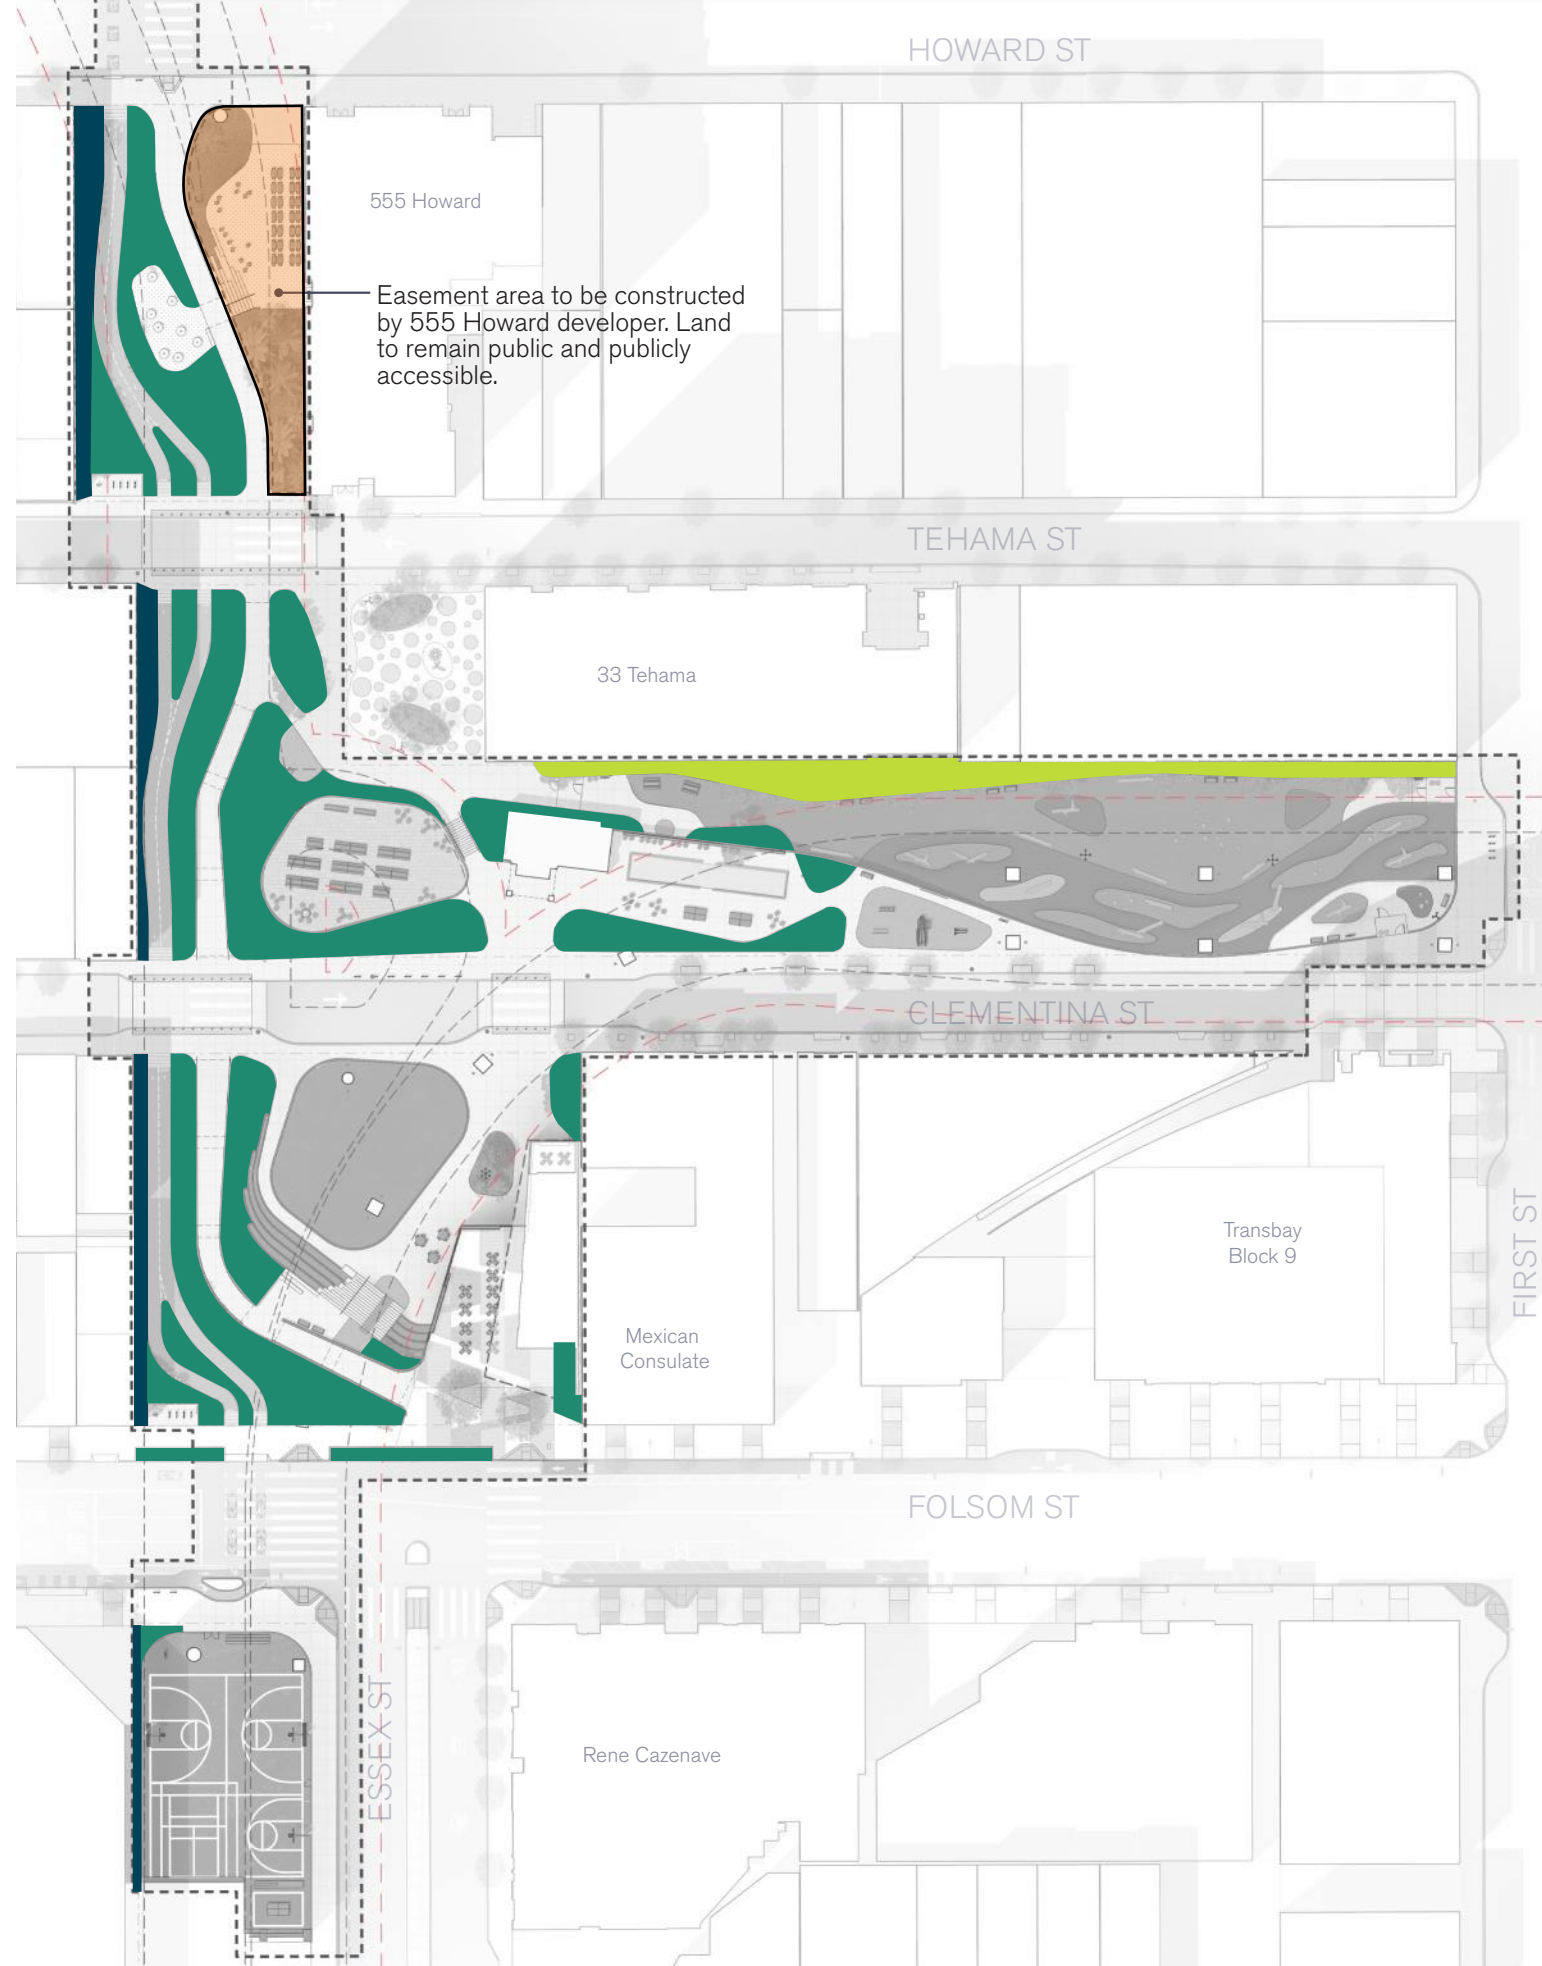 HOWARD ST
555 Howard
Easement area to be constructed
by 555 Howard developer. Land
to remain public and publicly
accessible.
TEHAMA ST
33 Tehama
CLEMENTINA ST
Transbay
Block 9
FIRST ST
Mexican
Consulate
FOLSOM ST
ESSEX ST
Rene Cazenave